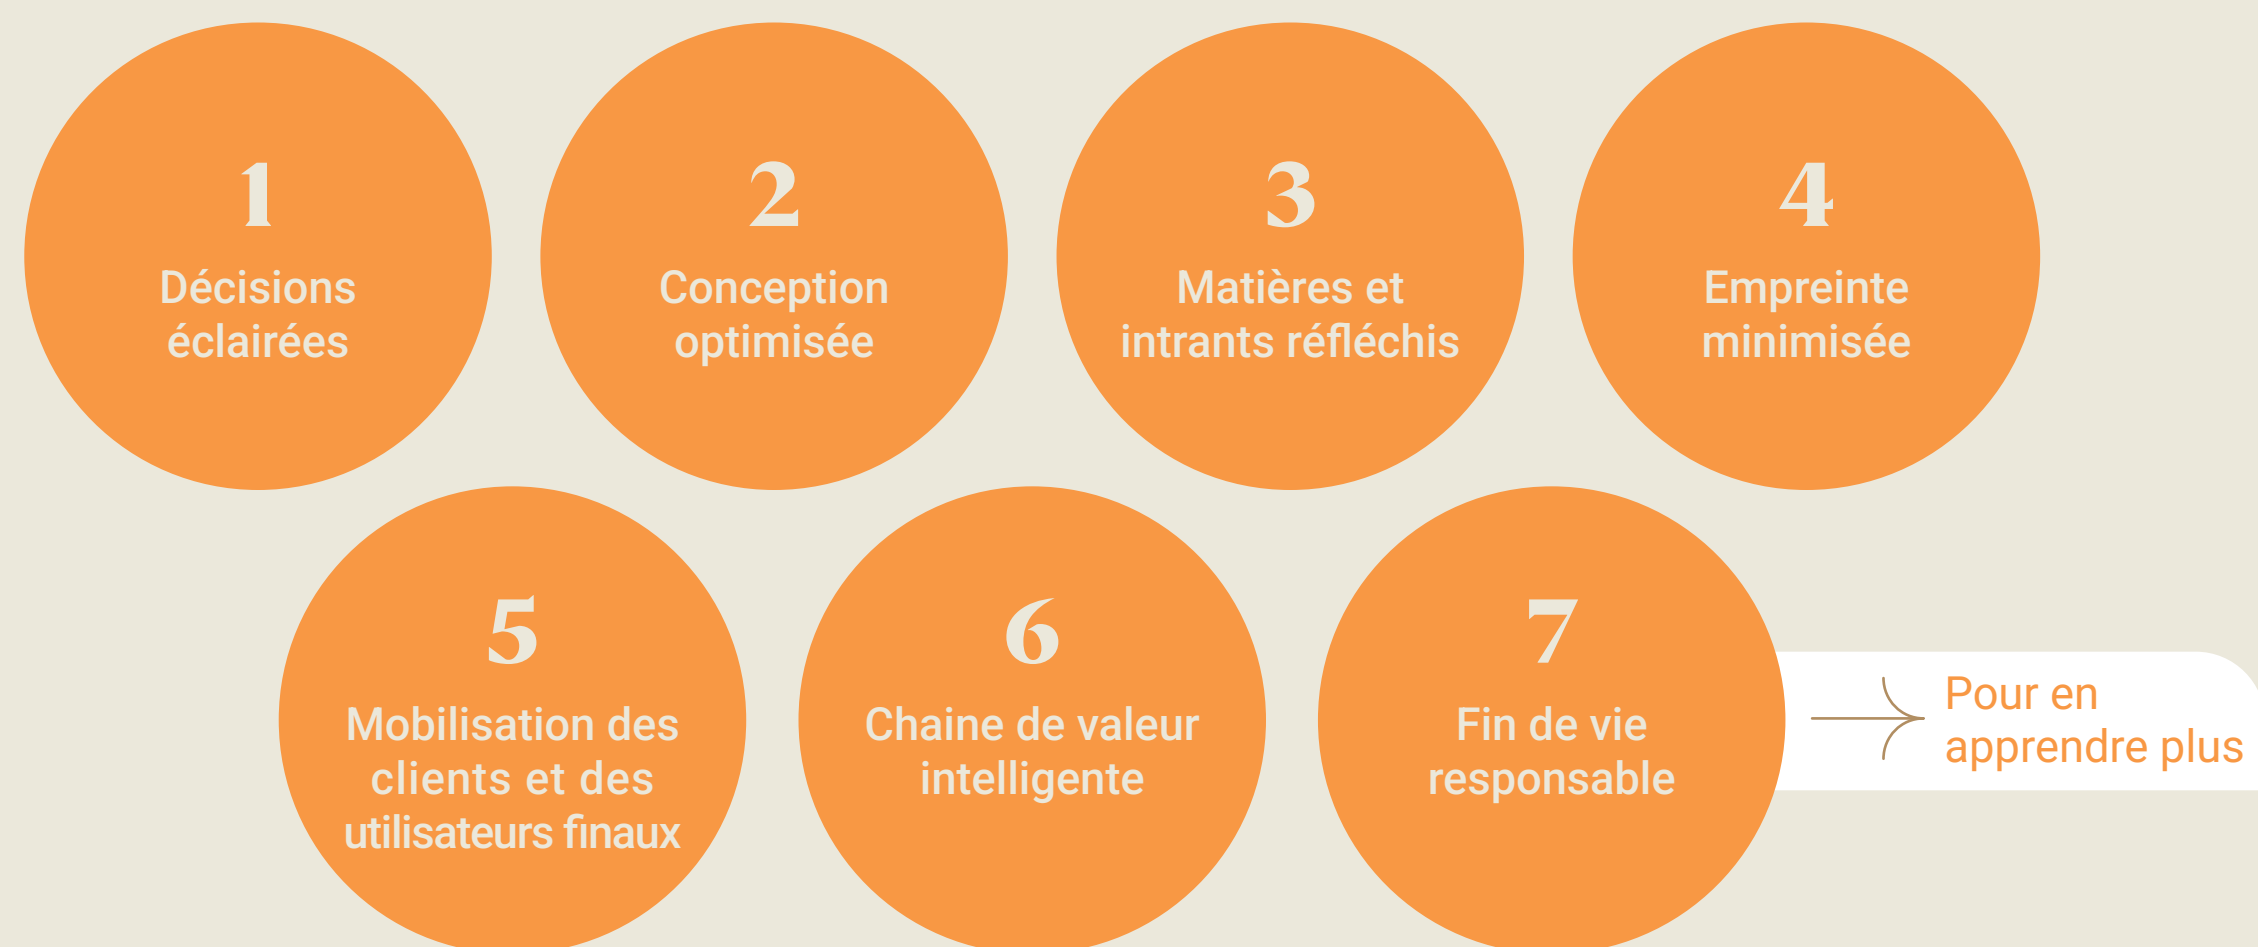 1
Décisions
éclairées
2
Conception
optimisée
3
Matières et
intrants réfléchis
4
Empreinte
minimisée
5
Mobilisation des
clients et des
utilisateurs finaux
6
Chaine de valeur
intelligente
7
Fin de vie
responsable
Pour en
apprendre plus